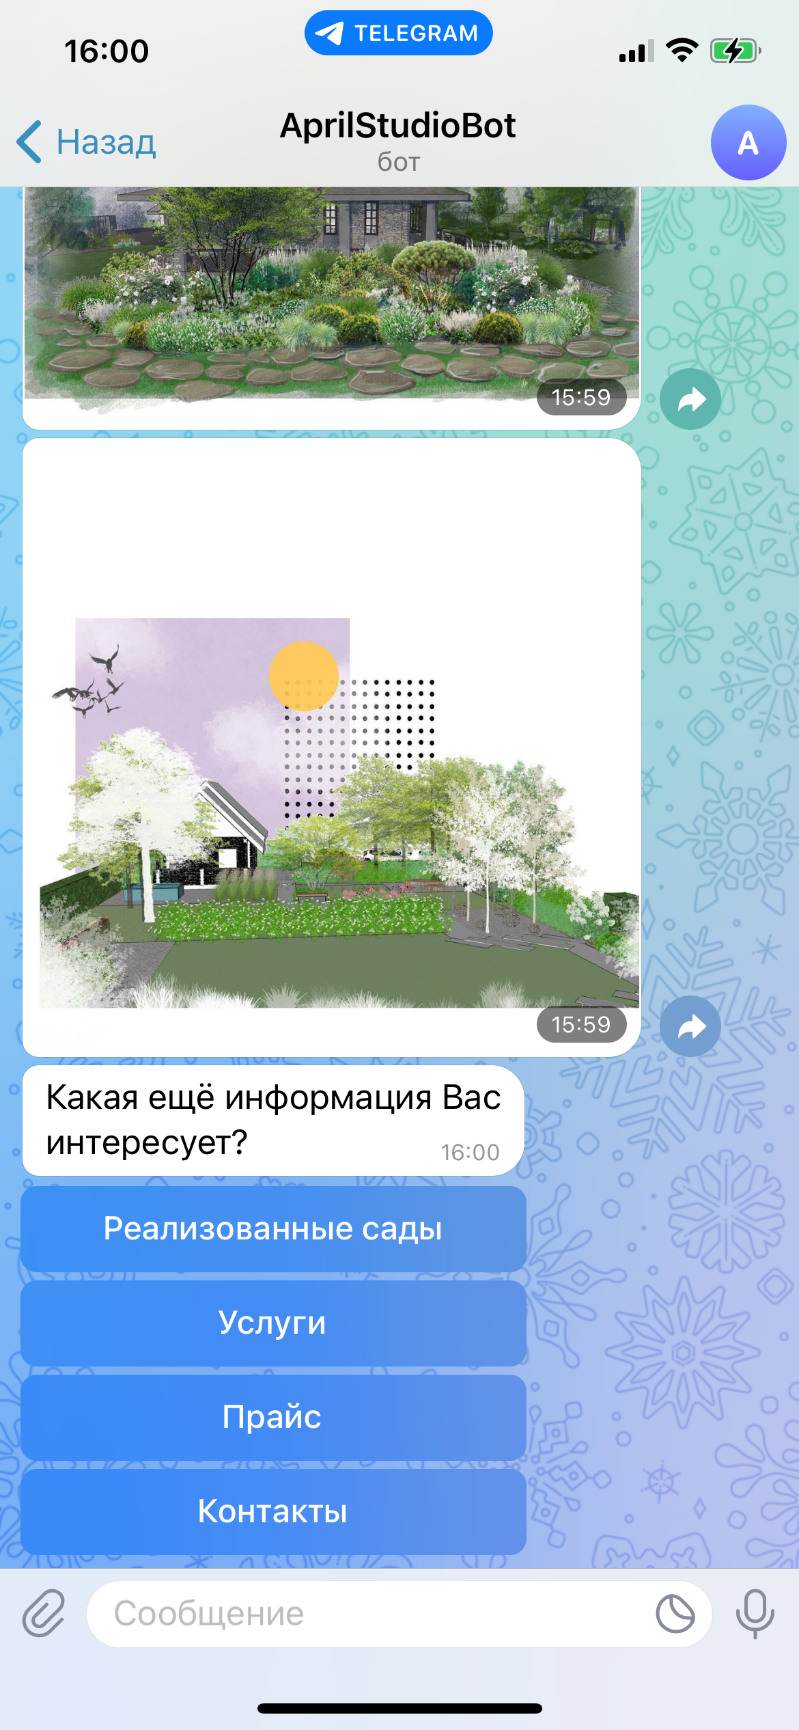 16:00
TELEGRAM
Назад
AprilStudioBot
бот
A
15:59
15:59
Какая ещё информация Вас
интересует?
16:00
Реализованные сады
Услуги
Прайс
Контакты
Сообщение